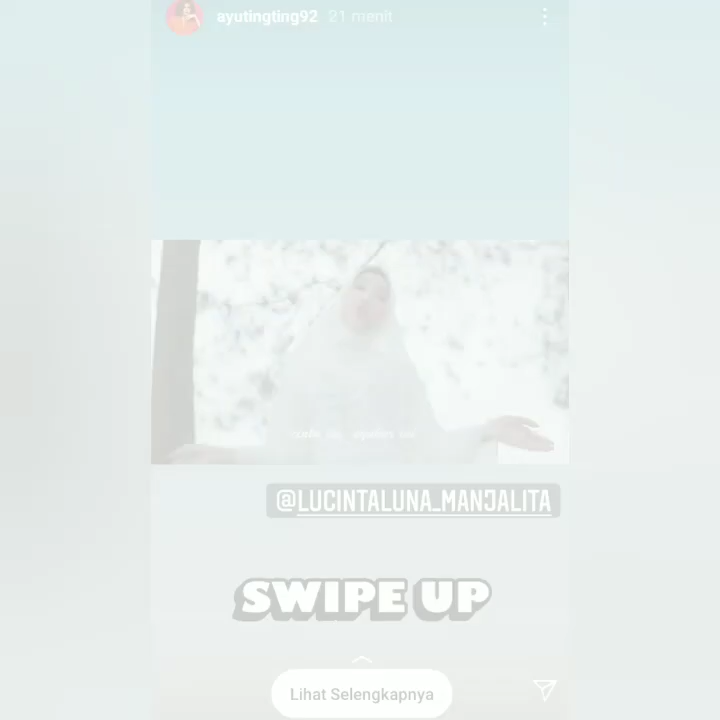 ayutingting92 21 menit
@LUCINTALUNA_MANJALITA
SWIPE UP
Lihat Selengkapnya